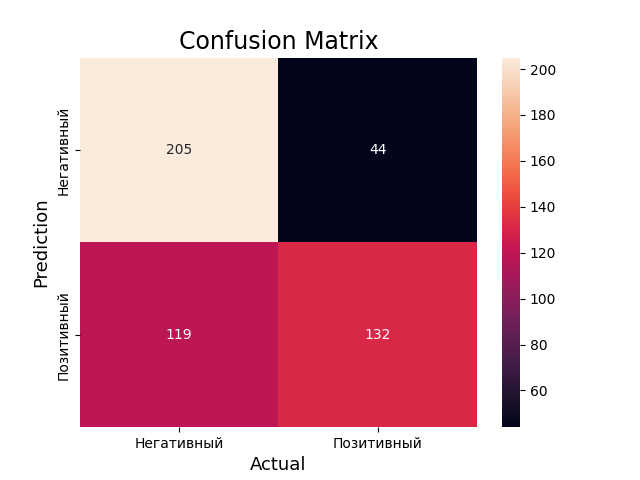 Confusion Matrix
Prediction
Негативный
Позитивный
205
44
119
132
Негативный
Позитивный
Actual
200
180
160
140
120
100
80
60